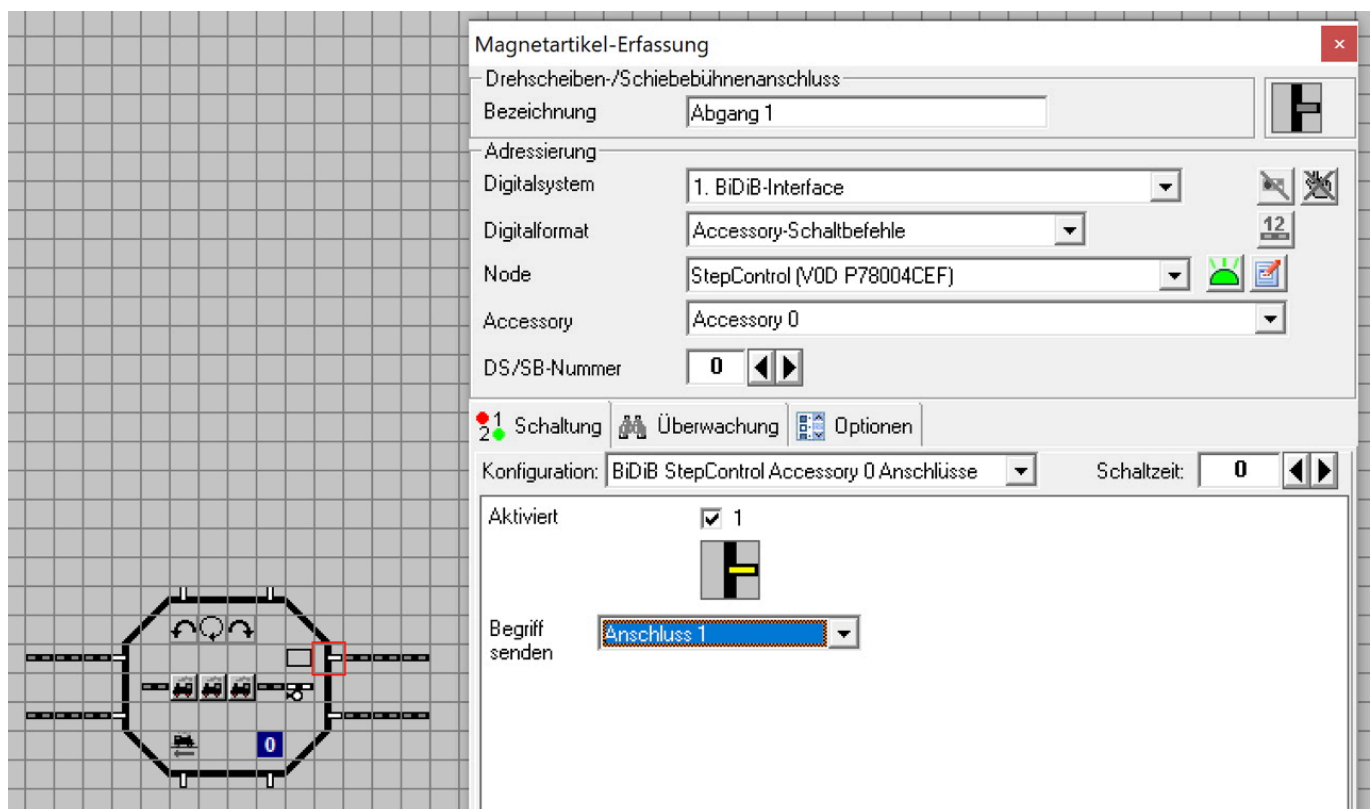 Magnetartikel-Erfassung
Drehscheiben-/Schiebebühnenanschluss
Bezeichnung Abgang 1
Adressierung
Digitalsystem 1. BiDiB-Interface
Digitalformat Accessory-Schaltbefehle 12
Node StepControl (V0D P78004CEF)
Accessory Accessory 0
DS/SB-Nummer 0
1 2 Schaltung Überwachung Optionen
Konfiguration: BiDiB StepControl Accessory 0 Anschlüsse Schaltzeit: 0
Aktiviert 1
Begriff senden Anschluss 1
0